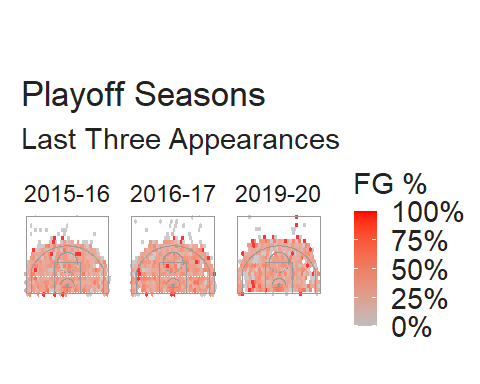 Playoff Seasons
Last Three Appearances
2015-16 2016-17 2019-20
FG %
100%
75%
50%
25%
0%